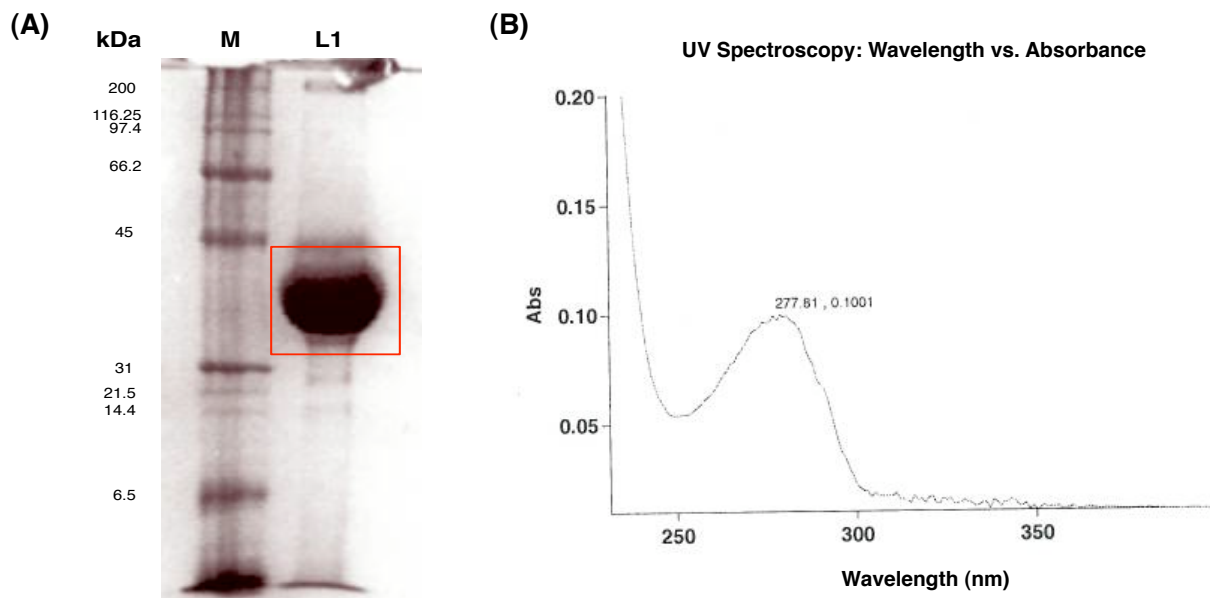 (A)
kDa M L1
200
116.25
97.4
66.2
45
31
21.5
14.4
6.5
(B)
UV Spectroscopy: Wavelength vs. Absorbance
0.20
0.15
0.10
0.05
Abs
277.81 , 0.1001
250 300 350
Wavelength (nm)